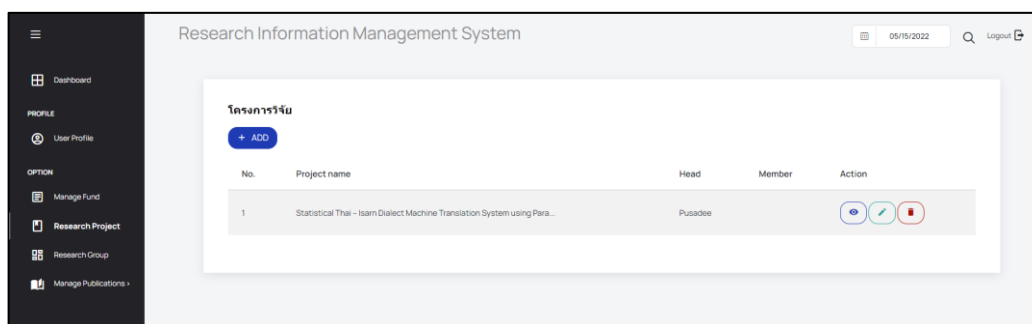 Research Information Management System
05/15/2022
Logout
Dashboard
PROFILE
User Profile
OPTION
Manage Fund
Research Project
Research Group
Manage Publications ›
โครงการวิจัย
+ ADD
No. Project name Head Member Action
1 Statistical Thai – Isarn Dialect Machine Translation System using Para... Pusadee